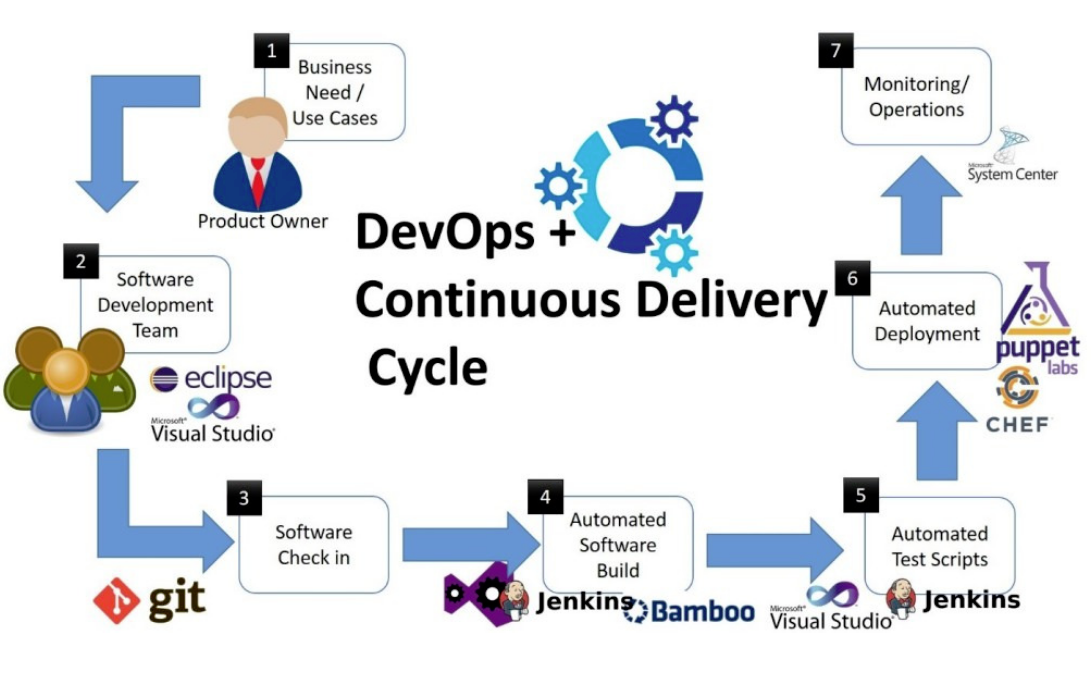 1
Business
Need /
Use Cases
Product Owner
2
Software
Development
Team
eclipse
Microsoft®
Visual Studio
git
3
Software
Check in
4
Automated
Software
Build
Jenkins
Bamboo
5
Automated
Test Scripts
Microsoft®
Visual Studio
Jenkins
6
Automated
Deployment
puppet
labs
CHEF
7
Monitoring/
Operations
Microsoft®
System Center
DevOps +
Continuous Delivery
Cycle